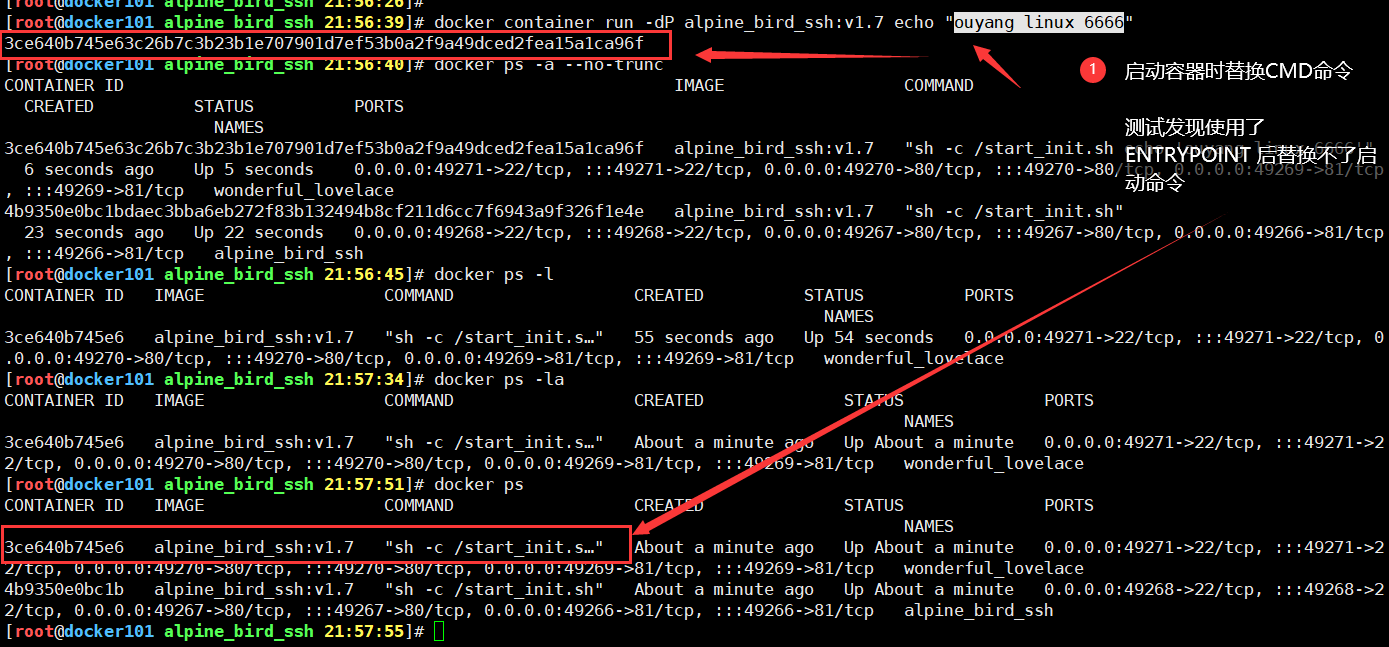 [root@docker101 alpine_bird_ssh 21:56:26]#
[root@docker101 alpine_bird_ssh 21:56:39]# docker container run -dP alpine_bird_ssh:v1.7 echo "ouyang linux 6666"
3ce640b745e63c26b7c3b23b1e707901d7ef53b0a2f9a49dced2fea15a1ca96f
[root@docker101 alpine_bird_ssh 21:56:40]# docker ps -a --no-trunc
CONTAINER ID IMAGE COMMAND
CREATED STATUS PORTS
NAMES
3ce640b745e63c26b7c3b23b1e707901d7ef53b0a2f9a49dced2fea15a1ca96f alpine_bird_ssh:v1.7 "sh -c /start_init.sh echo 'ouyang linux 6666'"
6 seconds ago Up 5 seconds 0.0.0.0:49271->22/tcp, :::49271->22/tcp, 0.0.0.0:49270->80/tcp, :::49270->80/tcp, 0.0.0.0:49269->81/tcp
, :::49269->81/tcp wonderful_lovelace
4b9350e0bc1bdaec3bba6eb272f83b132494b8cf211d6cc7f6943a9f326f1e4e alpine_bird_ssh:v1.7 "sh -c /start_init.sh"
23 seconds ago Up 22 seconds 0.0.0.0:49268->22/tcp, :::49268->22/tcp, 0.0.0.0:49267->80/tcp, :::49267->80/tcp, 0.0.0.0:49266->81/tcp
, :::49266->81/tcp alpine_bird_ssh
[root@docker101 alpine_bird_ssh 21:56:45]# docker ps -l
CONTAINER ID IMAGE COMMAND CREATED STATUS PORTS
NAMES
3ce640b745e6 alpine_bird_ssh:v1.7 "sh -c /start_init.s…" 55 seconds ago Up 54 seconds 0.0.0.0:49271->22/tcp, :::49271->22/tcp, 0
.0.0.0:49270->80/tcp, :::49270->80/tcp, 0.0.0.0:49269->81/tcp, :::49269->81/tcp wonderful_lovelace
[root@docker101 alpine_bird_ssh 21:57:34]# docker ps -la
CONTAINER ID IMAGE COMMAND CREATED STATUS PORTS
NAMES
3ce640b745e6 alpine_bird_ssh:v1.7 "sh -c /start_init.s…" About a minute ago Up About a minute 0.0.0.0:49271->22/tcp, :::49271->2
2/tcp, 0.0.0.0:49270->80/tcp, :::49270->80/tcp, 0.0.0.0:49269->81/tcp, :::49269->81/tcp wonderful_lovelace
[root@docker101 alpine_bird_ssh 21:57:51]# docker ps
CONTAINER ID IMAGE COMMAND CREATED STATUS PORTS
NAMES
3ce640b745e6 alpine_bird_ssh:v1.7 "sh -c /start_init.s…" About a minute ago Up About a minute 0.0.0.0:49271->22/tcp, :::49271->2
2/tcp, 0.0.0.0:49270->80/tcp, :::49270->80/tcp, 0.0.0.0:49269->81/tcp, :::49269->81/tcp wonderful_lovelace
4b9350e0bc1b alpine_bird_ssh:v1.7 "sh -c /start_init.sh" About a minute ago Up About a minute 0.0.0.0:49268->22/tcp, :::49268->2
2/tcp, 0.0.0.0:49267->80/tcp, :::49267->80/tcp, 0.0.0.0:49266->81/tcp, :::49266->81/tcp alpine_bird_ssh
[root@docker101 alpine_bird_ssh 21:57:55]#
1 启动容器时替换CMD命令
测试发现使用了
ENTRYPOINT 后替换不了启
动命令